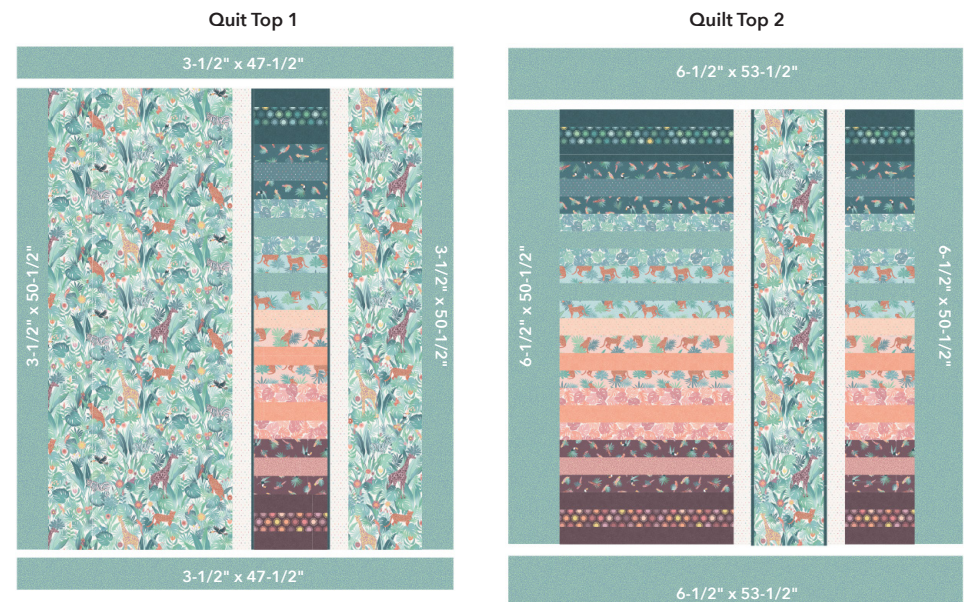 Quit Top 1
3-1/2" x 47-1/2"
3-1/2" x 50-1/2"
3-1/2" x 50-1/2"
3-1/2" x 47-1/2"
Quilt Top 2
6-1/2" x 53-1/2"
6-1/2" x 50-1/2"
6-1/2" x 50-1/2"
6-1/2" x 53-1/2"